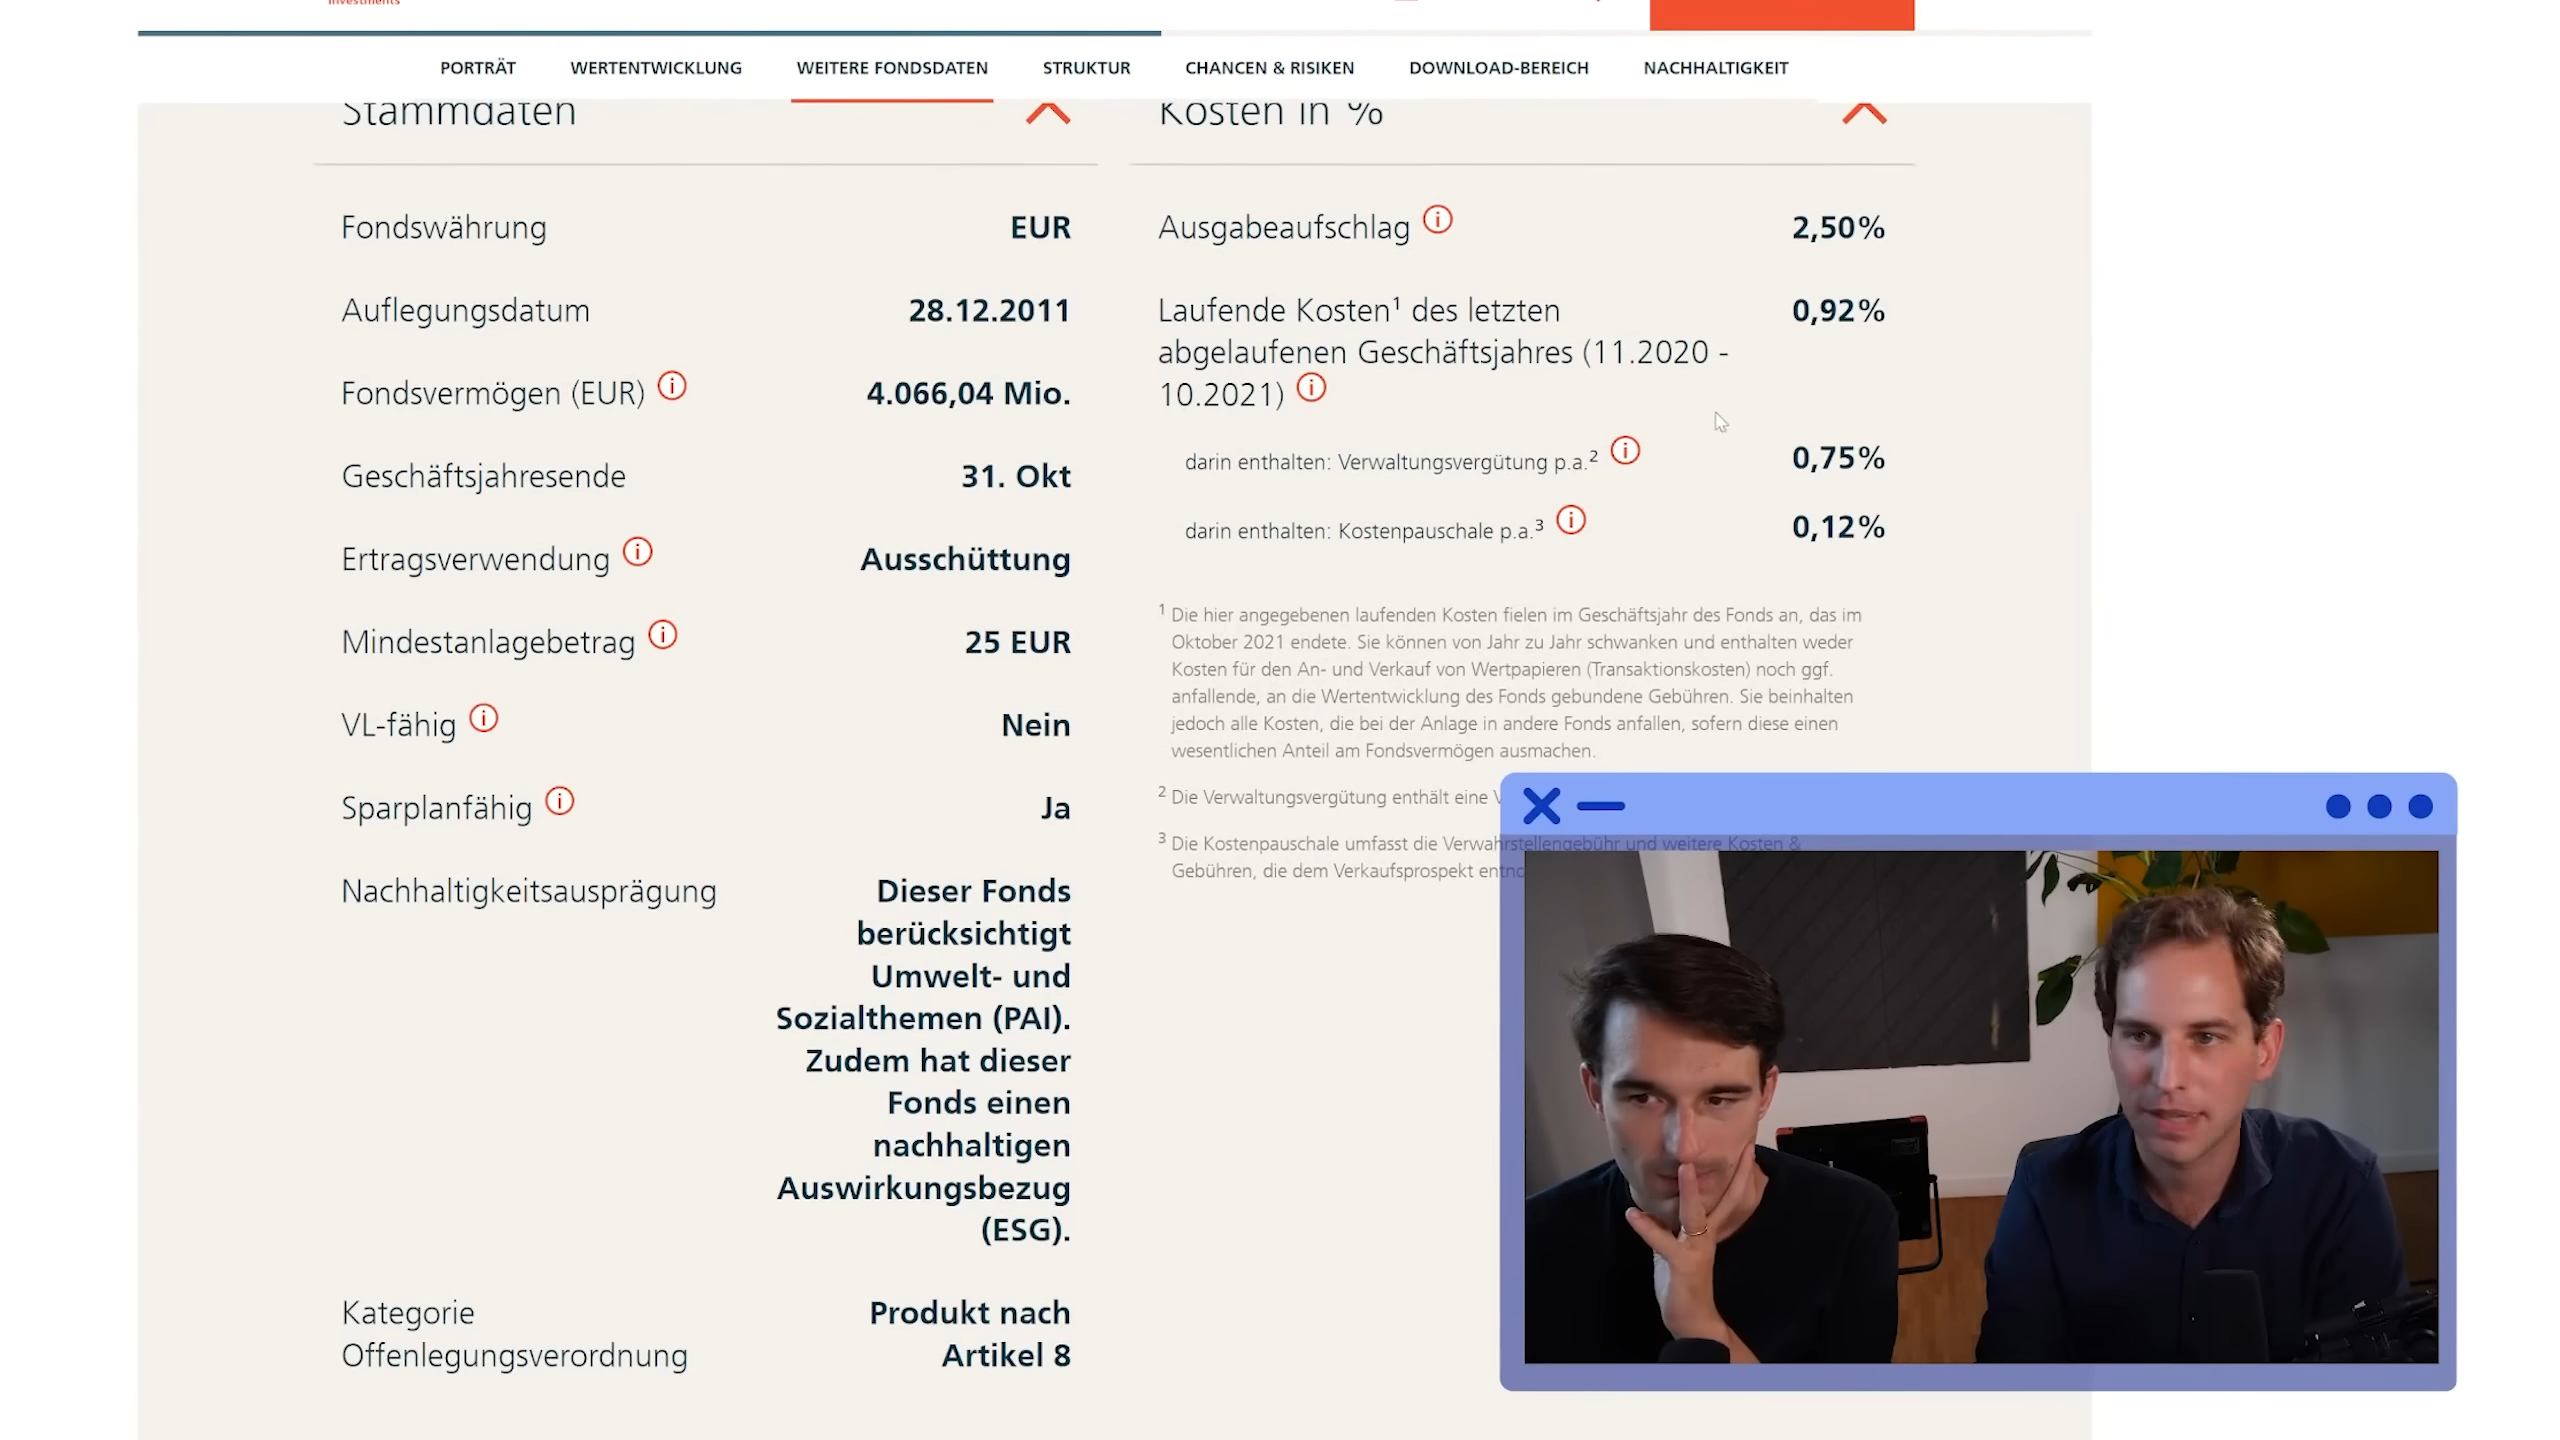 Investments
PORTRÄT WERTENTWICKLUNG WEITERE FONDSDATEN STRUKTUR CHANCEN & RISIKEN DOWNLOAD-BEREICH NACHHALTIGKEIT
Stammdaten
Fondswährung EUR
Auflegungsdatum 28.12.2011
Fondsvermögen (EUR) 4.066,04 Mio.
Geschäftsjahresende 31. Okt
Ertragsverwendung Ausschüttung
Mindestanlagebetrag 25 EUR
VL-fähig Nein
Sparplanfähig Ja
Nachhaltigkeitsausprägung Dieser Fonds
berücksichtigt
Umwelt- und
Sozialthemen (PAI).
Zudem hat dieser
Fonds einen
nachhaltigen
Auswirkungsbezug
(ESG).
Kategorie Produkt nach
Offenlegungsverordnung Artikel 8
Kosten in %
Ausgabeaufschlag 2,50%
Laufende Kosten¹ des letzten 0,92%
abgelaufenen Geschäftsjahres (11.2020 -
10.2021)
darin enthalten: Verwaltungsvergütung p.a.² 0,75%
darin enthalten: Kostenpauschale p.a.³ 0,12%
¹ Die hier angegebenen laufenden Kosten fielen im Geschäftsjahr des Fonds an, das im
Oktober 2021 endete. Sie können von Jahr zu Jahr schwanken und enthalten weder
Kosten für den An- und Verkauf von Wertpapieren (Transaktionskosten) noch ggf.
anfallende, an die Wertentwicklung des Fonds gebundene Gebühren. Sie beinhalten
jedoch alle Kosten, die bei der Anlage in andere Fonds anfallen, sofern diese einen
wesentlichen Anteil am Fondsvermögen ausmachen.
² Die Verwaltungsvergütung enthält eine
³ Die Kostenpauschale umfasst die Verwahrstellengebühr und weitere Kosten &
Gebühren, die dem Verkaufsprospekt